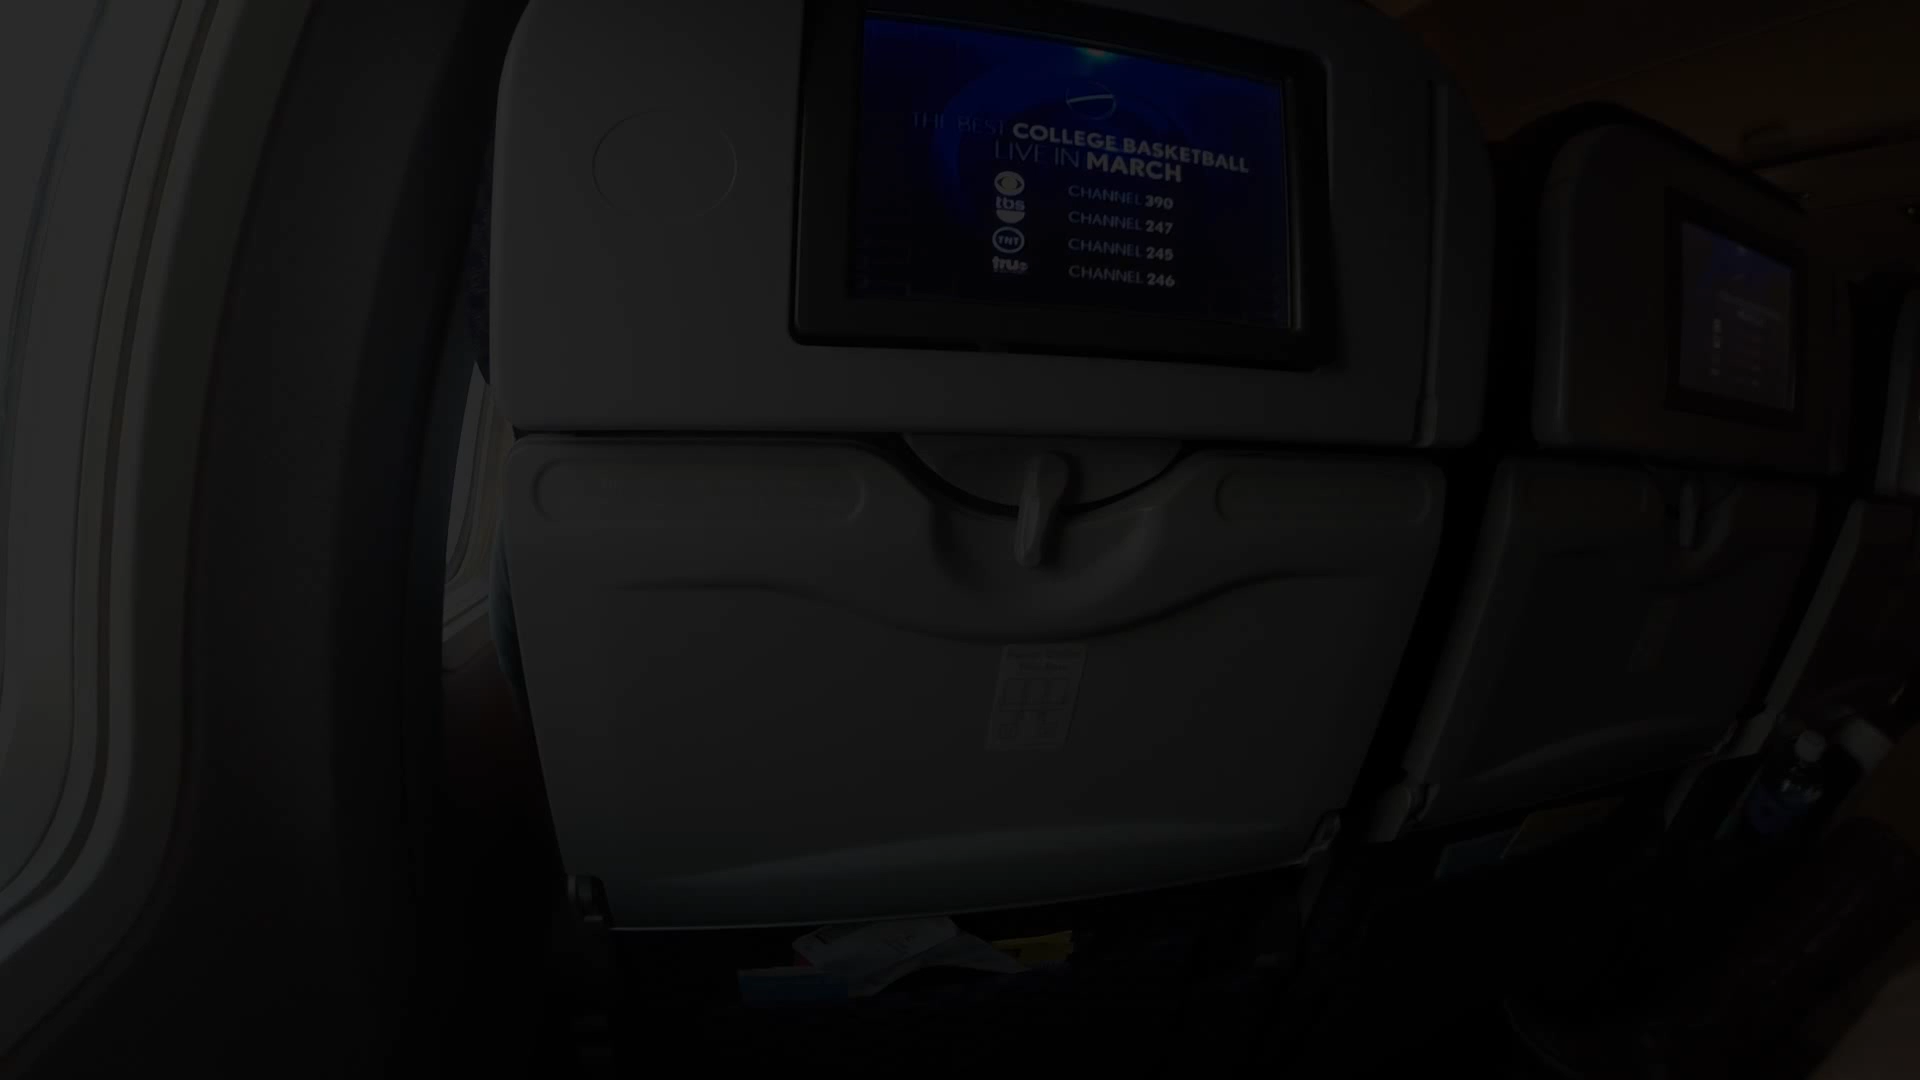 THE BEST COLLEGE BASKETBALL
LIVE IN MARCH
CHANNEL 390
tbs CHANNEL 247
TNT CHANNEL 245
tru CHANNEL 246